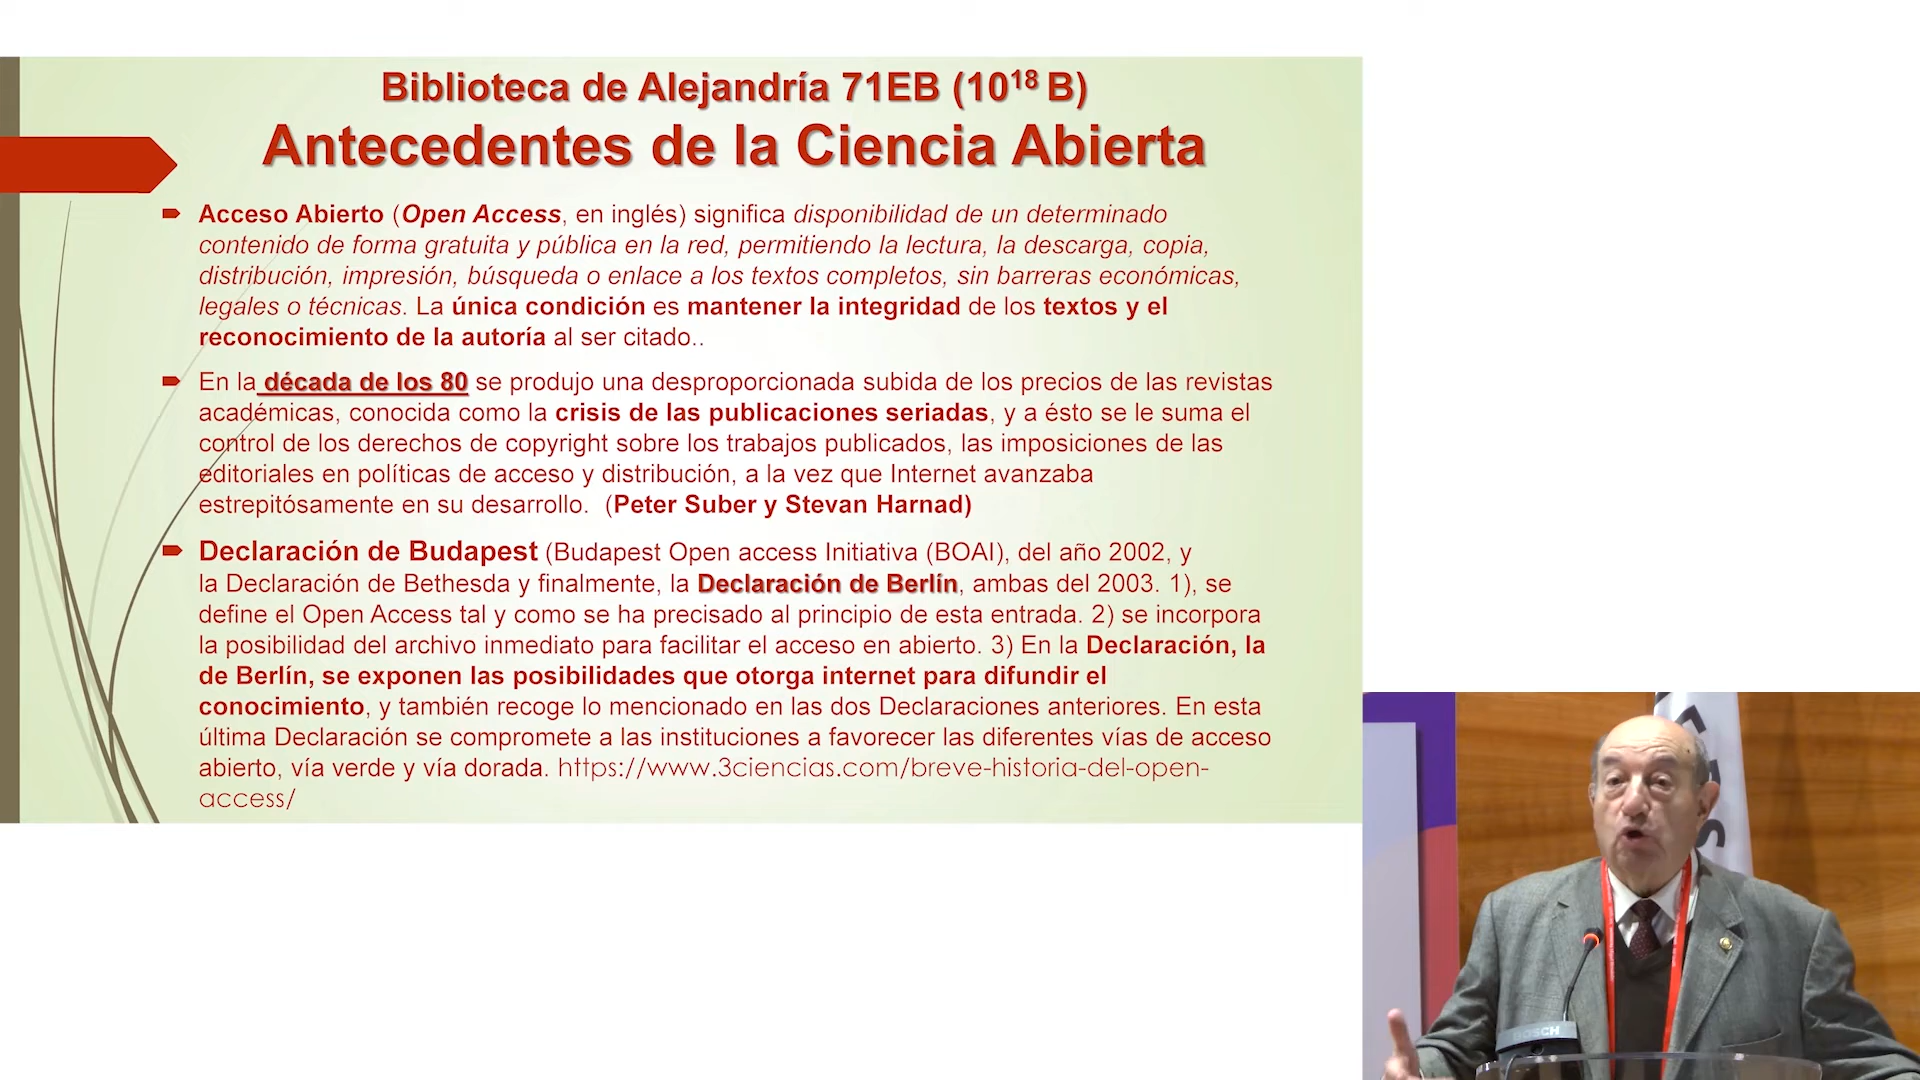 Biblioteca de Alejandría 71EB (10¹⁸ B)
Antecedentes de la Ciencia Abierta
Acceso Abierto (Open Access, en inglés) significa disponibilidad de un determinado
contenido de forma gratuita y pública en la red, permitiendo la lectura, la descarga, copia,
distribución, impresión, búsqueda o enlace a los textos completos, sin barreras económicas,
legales o técnicas. La única condición es mantener la integridad de los textos y el
reconocimiento de la autoría al ser citado..
En la década de los 80 se produjo una desproporcionada subida de los precios de las revistas
académicas, conocida como la crisis de las publicaciones seriadas, y a ésto se le suma el
control de los derechos de copyright sobre los trabajos publicados, las imposiciones de las
editoriales en políticas de acceso y distribución, a la vez que Internet avanzaba
estrepitósamente en su desarrollo. (Peter Suber y Stevan Harnad)
Declaración de Budapest (Budapest Open access Initiativa (BOAI), del año 2002, y
la Declaración de Bethesda y finalmente, la Declaración de Berlín, ambas del 2003. 1), se
define el Open Access tal y como se ha precisado al principio de esta entrada. 2) se incorpora
la posibilidad del archivo inmediato para facilitar el acceso en abierto. 3) En la Declaración, la
de Berlín, se exponen las posibilidades que otorga internet para difundir el
conocimiento, y también recoge lo mencionado en las dos Declaraciones anteriores. En esta
última Declaración se compromete a las instituciones a favorecer las diferentes vías de acceso
abierto, vía verde y vía dorada. https://www.3ciencias.com/breve-historia-del-open-
access/
BOSCH